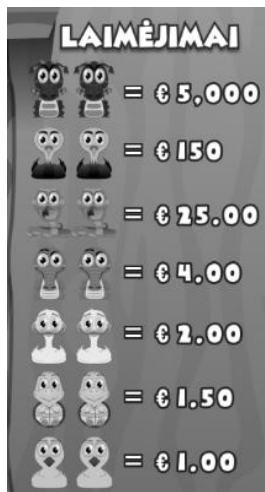 LAIMĖJIMAI
= € 5,000
= € 150
= € 25.00
= € 4.00
= € 2.00
= € 1.50
= € 1.00